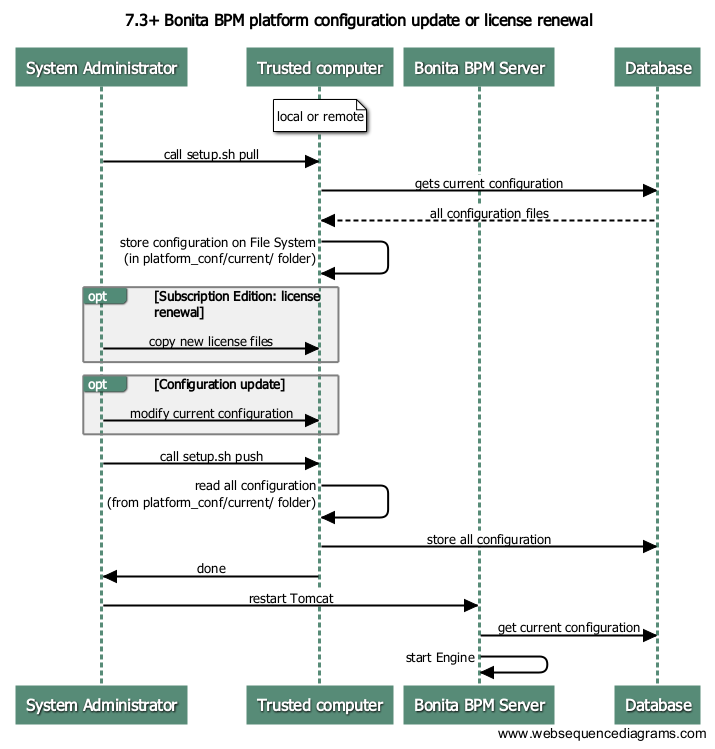 7.3+ Bonita BPM platform configuration update or license renewal
System Administrator
Trusted computer
Bonita BPM Server
Database
local or remote
call setup.sh pull
gets current configuration
all configuration files
store configuration on File System
(in platform_conf/current/ folder)
opt
[Subscription Edition: license
renewal]
copy new license files
opt
[Configuration update]
modify current configuration
call setup.sh push
read all configuration
(from platform_conf/current/ folder)
store all configuration
done
restart Tomcat
get current configuration
start Engine
System Administrator
Trusted computer
Bonita BPM Server
Database
www.websequencediagrams.com